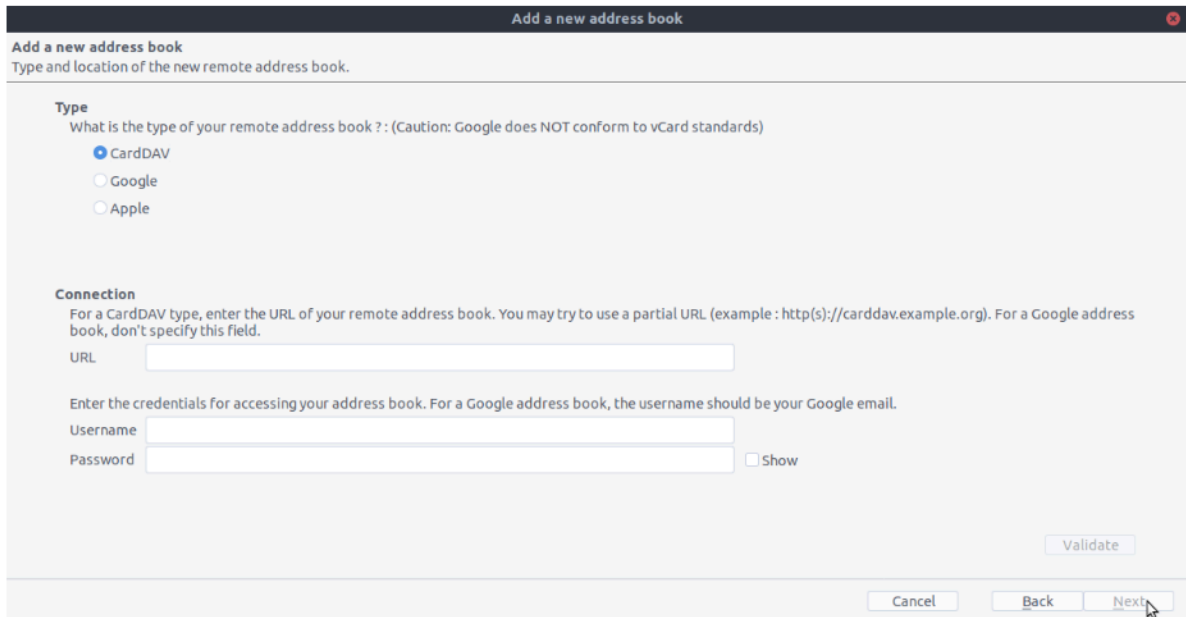 Add a new address book
Add a new address book
Type and location of the new remote address book.
Type
What is the type of your remote address book ? : (Caution: Google does NOT conform to vCard standards)
CardDAV
Google
Apple
Connection
For a CardDAV type, enter the URL of your remote address book. You may try to use a partial URL (example : http(s)://carddav.example.org). For a Google address
book, don't specify this field.
URL
Enter the credentials for accessing your address book. For a Google address book, the username should be your Google email.
Username
Password
Show
Validate
Cancel
Back
Next